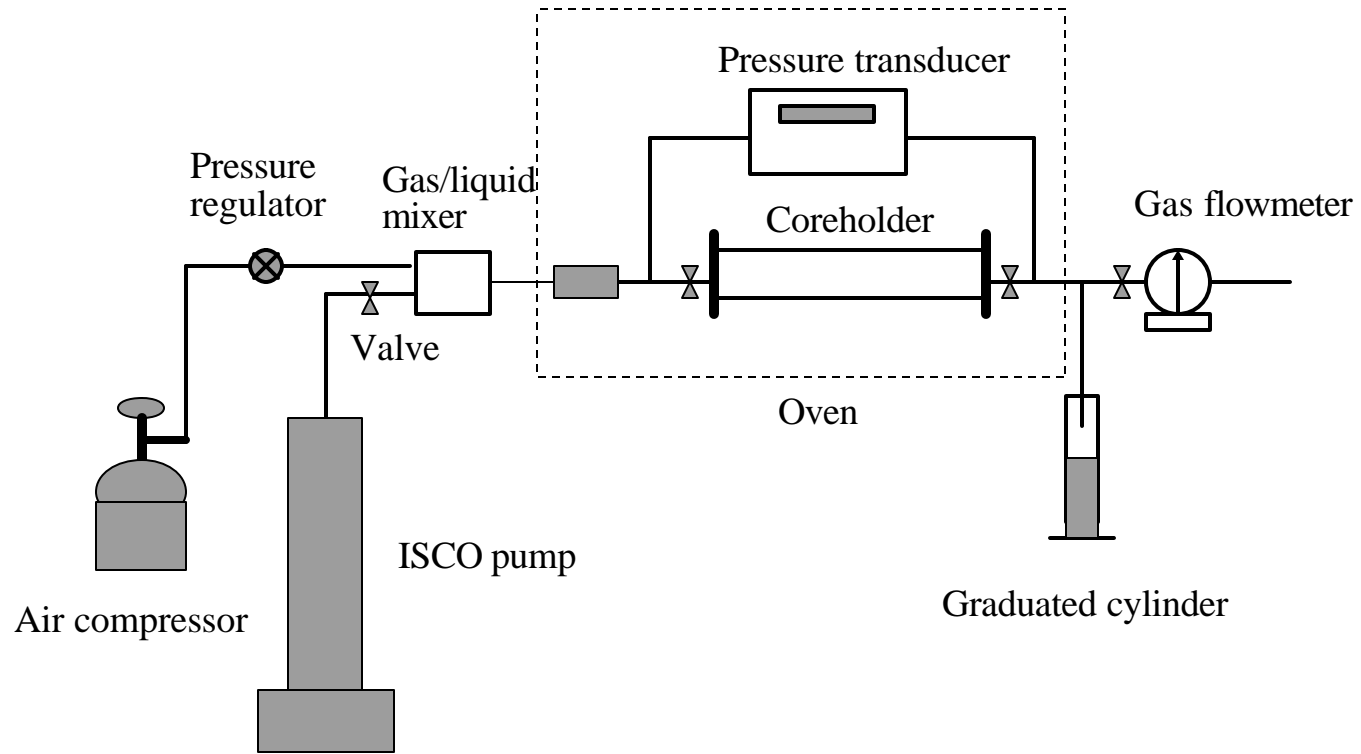 Pressure transducer
Pressure
regulator
Gas/liquid
mixer
Coreholder
Gas flowmeter
Valve
Oven
ISCO pump
Air compressor
Graduated cylinder